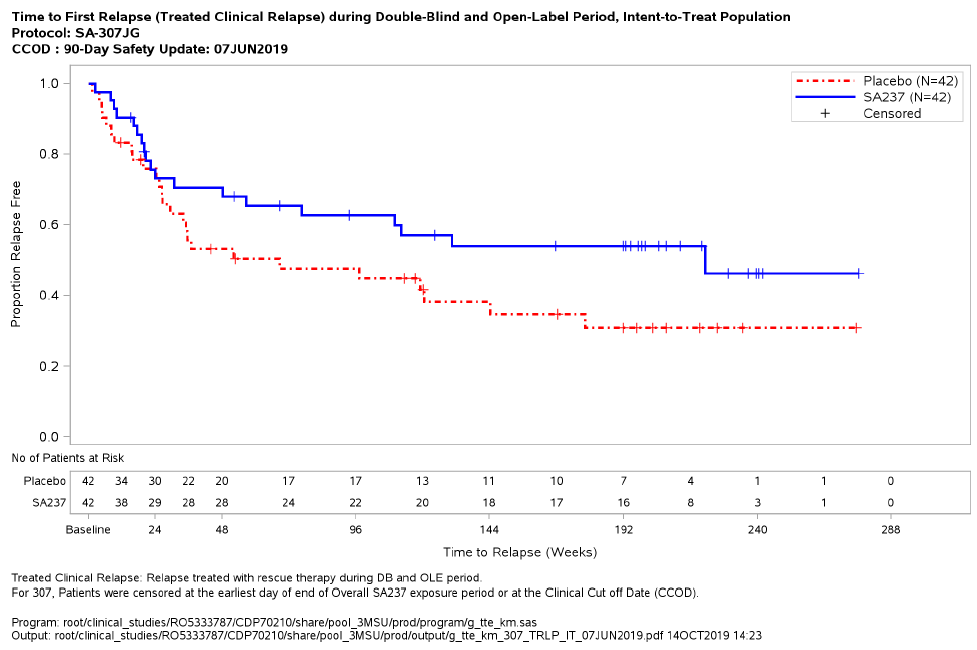 Time to First Relapse (Treated Clinical Relapse) during Double-Blind and Open-Label Period, Intent-to-Treat Population
Protocol: SA-307JG
CCOD : 90-Day Safety Update: 07JUN2019
Placebo (N=42)
SA237 (N=42)
Censored
Proportion Relapse Free
1.0
0.8
0.6
0.4
0.2
0.0
No of Patients at Risk
Placebo 42 34 30 22 20 17 17 13 11 10 7 4 1 1 0
SA237 42 38 29 28 28 24 22 20 18 17 16 8 3 1 0
Baseline 24 48 96 144 192 240 288
Time to Relapse (Weeks)
Treated Clinical Relapse: Relapse treated with rescue therapy during DB and OLE period.
For 307, Patients were censored at the earliest day of end of Overall SA237 exposure period or at the Clinical Cut off Date (CCOD).
Program: root/clinical_studies/RO5333787/CDP70210/share/pool_3MSU/prod/program/g_tte_km.sas
Output: root/clinical_studies/RO5333787/CDP70210/share/pool_3MSU/prod/output/g_tte_km_307_TRLP_IT_07JUN2019.pdf 14OCT2019 14:23